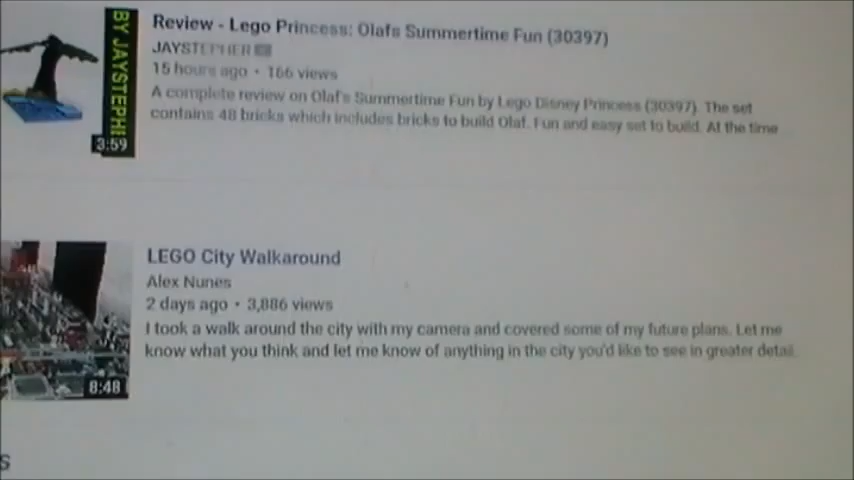 Review - Lego Princess: Olafs Summertime Fun (30397)
JAYSTEPHER
15 hours ago • 166 views
A complete review on Olaf's Summertime Fun by Lego Disney Princess (30397). The set
contains 48 bricks which includes bricks to build Olaf. Fun and easy set to build. At the time
BY JAYSTEPHE
3:59
LEGO City Walkaround
Alex Nunes
2 days ago • 3,886 views
I took a walk around the city with my camera and covered some of my future plans. Let me
know what you think and let me know of anything in the city you'd like to see in greater detail.
8:48
s